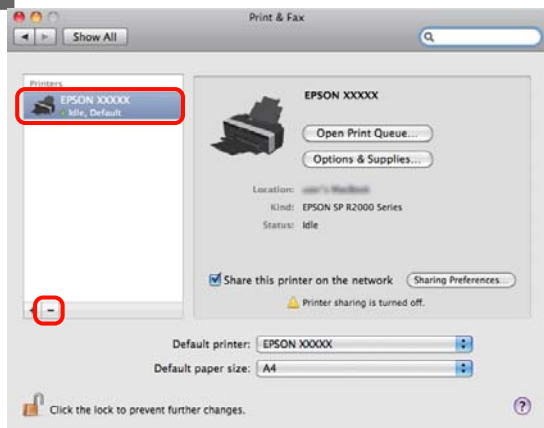 Print & Fax
Show All
Printers
EPSON XXXXX
Idle, Default
EPSON XXXXX
Open Print Queue...
Options & Supplies...
Location:
Kind: EPSON SP R2000 Series
Status: Idle
Share this printer on the network
Sharing Preferences...
Printer sharing is turned off.
+ −
Default printer: EPSON XXXXX
Default paper size: A4
Click the lock to prevent further changes.
?